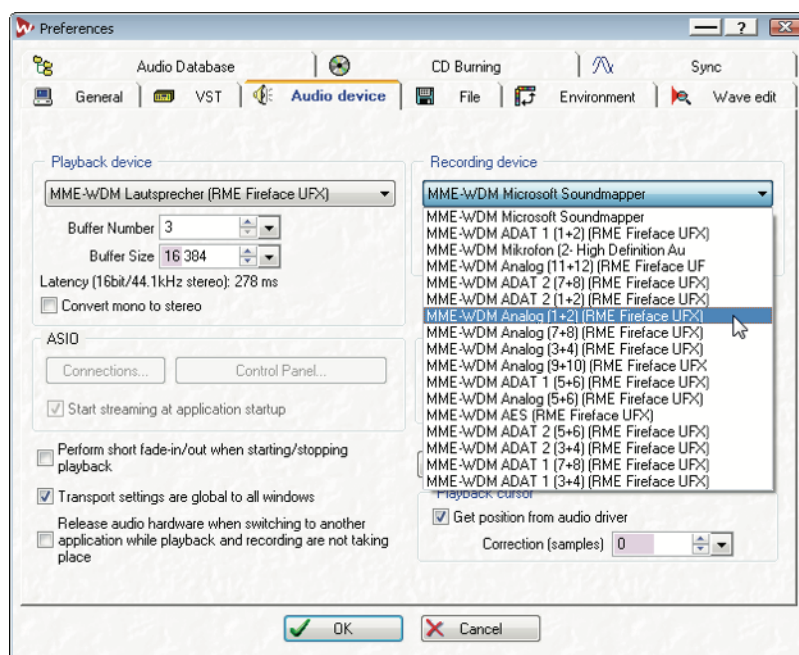 Preferences
Audio Database
CD Burning
Sync
General
VST
Audio device
File
Environment
Wave edit
Playback device
MME-WDM Lautsprecher (RME Fireface UFX)
Buffer Number 3
Buffer Size 16 384
Latency (16bit/44.1kHz stereo): 278 ms
Convert mono to stereo
ASIO
Connections...
Control Panel...
Start streaming at application startup
Perform short fade-in/out when starting/stopping
playback
Transport settings are global to all windows
Release audio hardware when switching to another
application while playback and recording are not taking
place
Recording device
MME-WDM Microsoft Soundmapper
MME-WDM Microsoft Soundmapper
MME-WDM ADAT 1 (1+2) (RME Fireface UFX)
MME-WDM Mikrofon (2- High Definition Au
MME-WDM Analog (11+12) (RME Fireface UF
MME-WDM ADAT 2 (7+8) (RME Fireface UFX)
MME-WDM ADAT 2 (1+2) (RME Fireface UFX)
MME-WDM Analog (1+2) (RME Fireface UFX)
MME-WDM Analog (7+8) (RME Fireface UFX)
MME-WDM Analog (3+4) (RME Fireface UFX)
MME-WDM Analog (9+10) (RME Fireface UFX
MME-WDM ADAT 1 (5+6) (RME Fireface UFX)
MME-WDM Analog (5+6) (RME Fireface UFX)
MME-WDM AES (RME Fireface UFX)
MME-WDM ADAT 2 (5+6) (RME Fireface UFX)
MME-WDM ADAT 2 (3+4) (RME Fireface UFX)
MME-WDM ADAT 1 (7+8) (RME Fireface UFX)
MME-WDM ADAT 1 (3+4) (RME Fireface UFX)
Playback cursor
Get position from audio driver
Correction (samples) 0
OK
Cancel